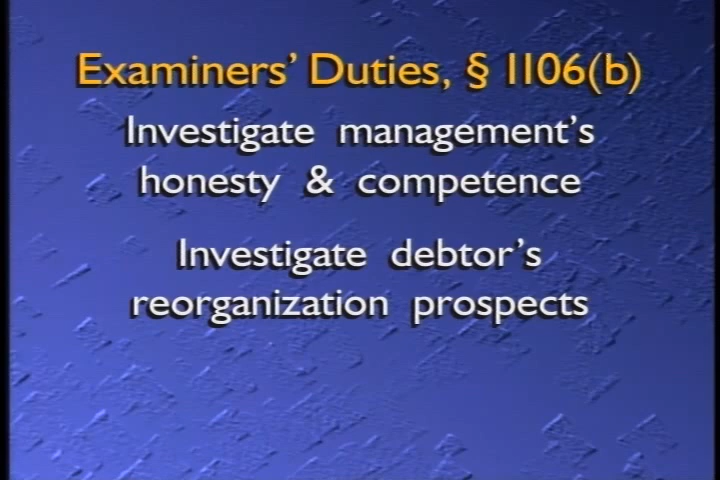 Examiners' Duties, § 1106(b)
Investigate management's
honesty & competence
Investigate debtor's
reorganization prospects